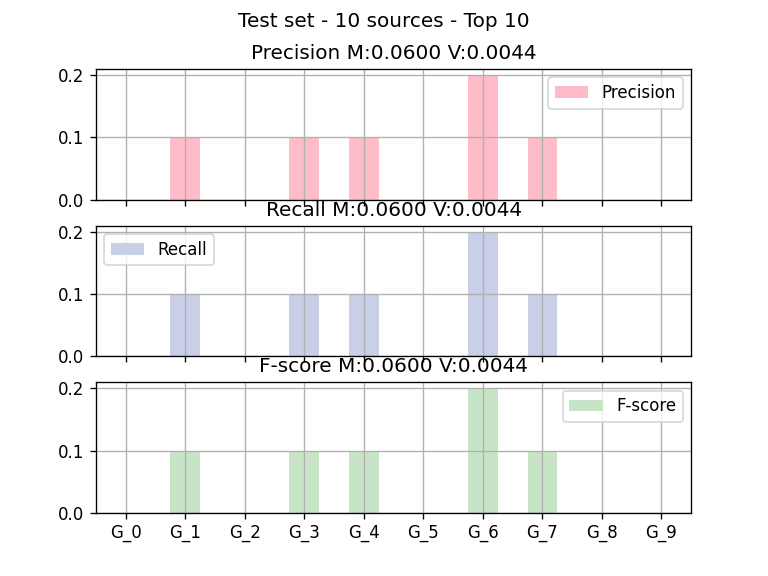 Test set - 10 sources - Top 10
Precision M:0.0600 V:0.0044
0.2
0.1
0.0
Precision
Recall M:0.0600 V:0.0044
0.2
0.1
0.0
Recall
F-score M:0.0600 V:0.0044
0.2
0.1
0.0
F-score
G_0 G_1 G_2 G_3 G_4 G_5 G_6 G_7 G_8 G_9